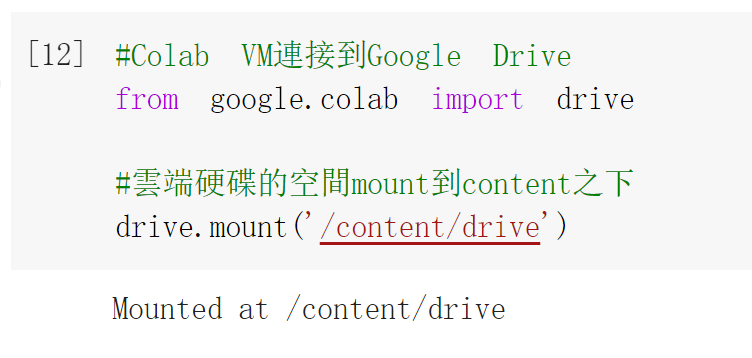 [12] #Colab VM連接到Google Drive
from google.colab import drive
#雲端硬碟的空間mount到content之下
drive.mount('/content/drive')
Mounted at /content/drive